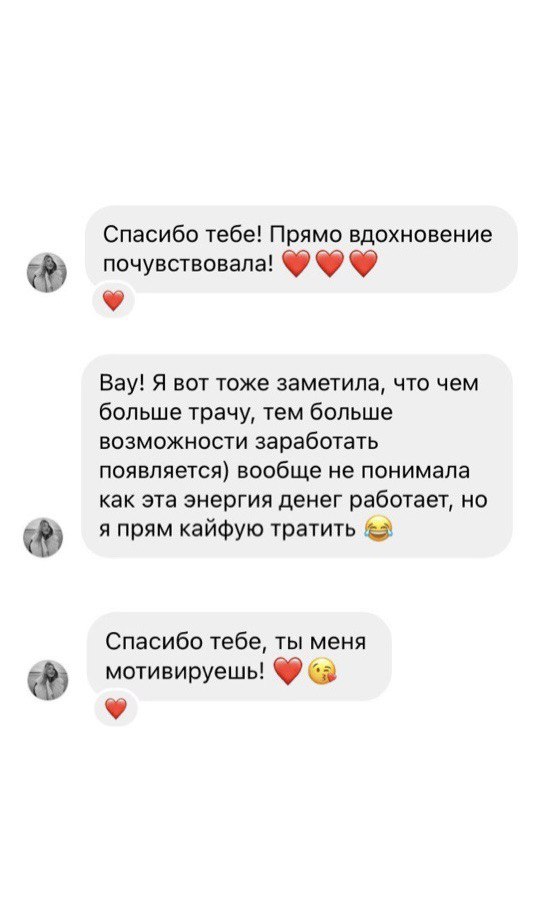 Спасибо тебе! Прямо вдохновение
почувствовала! ❤️❤️❤️
❤️
Вау! Я вот тоже заметила, что чем
больше трачу, тем больше
возможности заработать
появляется) вообще не понимала
как эта энергия денег работает, но
я прям кайфую тратить 😂
Спасибо тебе, ты меня
мотивируешь! ❤️😘
❤️